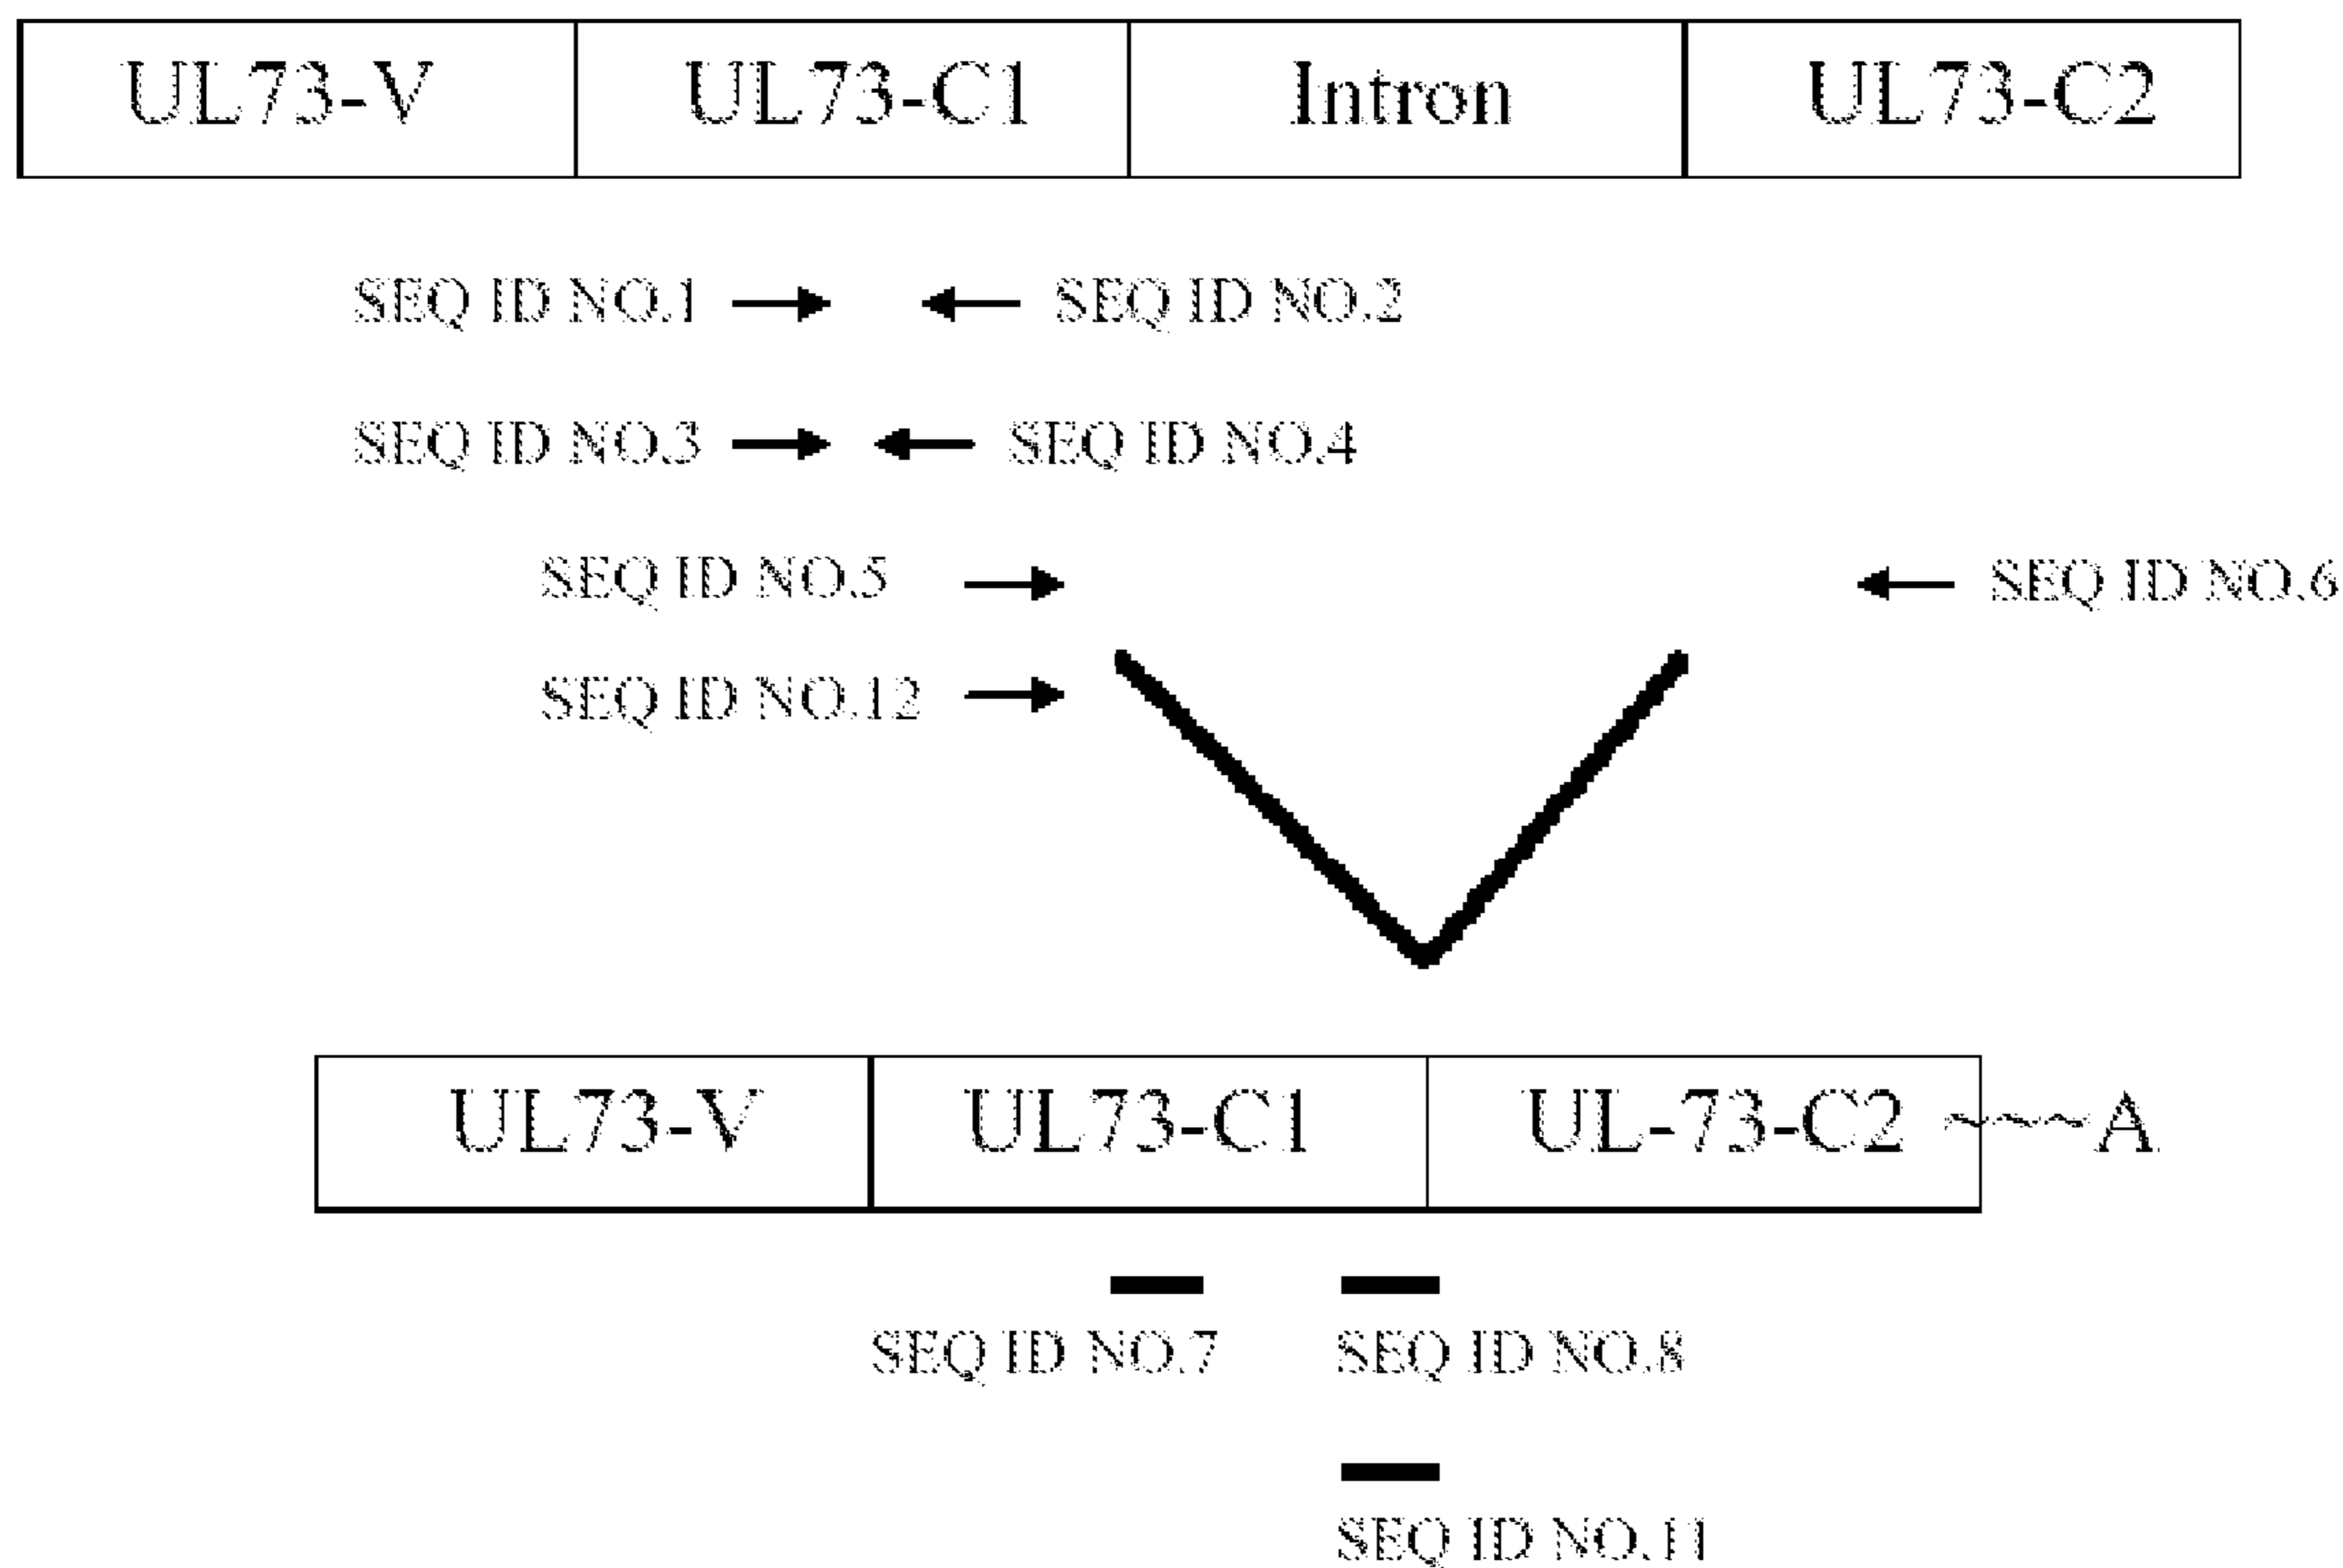 UL73-V UL73-C1 Intron UL73-C2
SEQ ID NO.1 SEQ ID NO.2
SEQ ID NO.3 SEQ ID NO.4
SEQ ID NO.5 SEQ ID NO.6
SEQ ID NO.12
UL73-V UL73-C1 UL-73-C2 ~~~A
SEQ ID NO.7 SEQ ID NO.8
SEQ ID NO.11